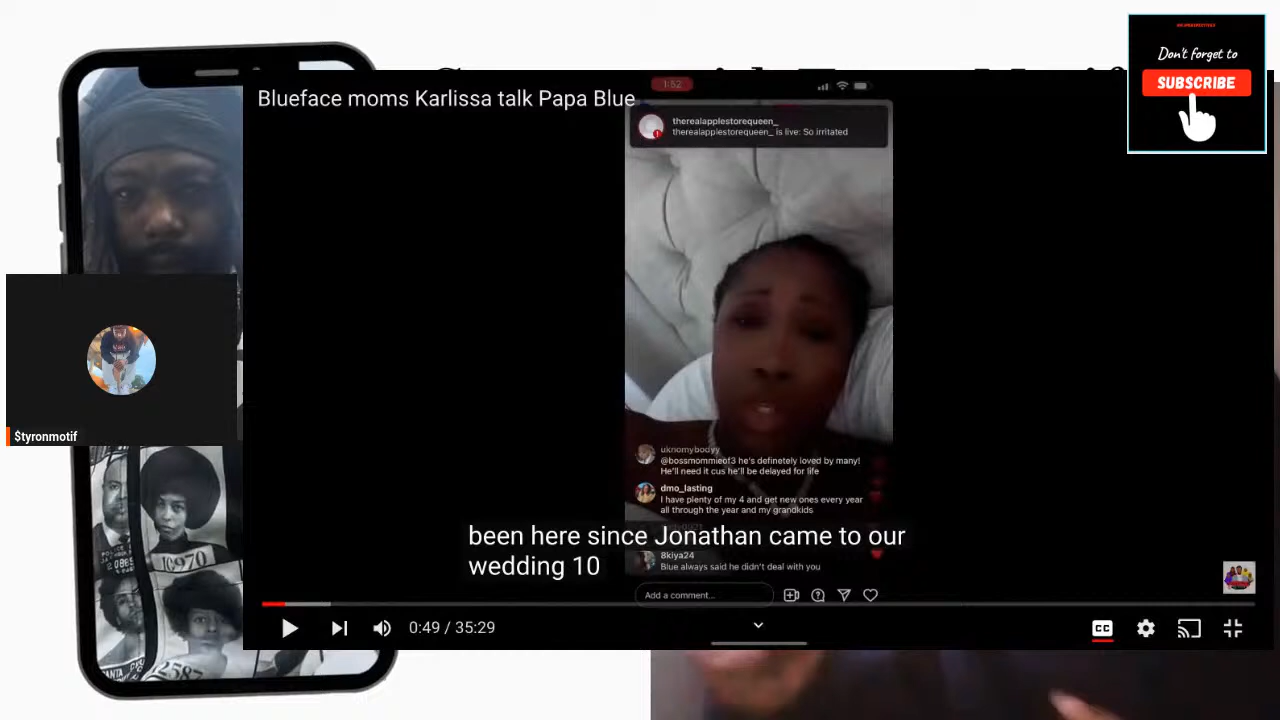 Don't forget to
SUBSCRIBE
Blueface moms Karlissa talk Papa Blue
1:52
therealapplestorequeen_
therealapplestorequeen_ is live: So irritated
$tyronmotif
uknomybodyy
@bossmommieof3 he's definetely loved by many!
He'll need it cus he'll be delayed for life
dmo_lasting
I have plenty of my 4 and get new ones every year
all through the year and my grandkids
been here since Jonathan came to our
wedding 10
8kiya24
Blue always said he didn't deal with you
Add a comment...
0:49 / 35:29
CC